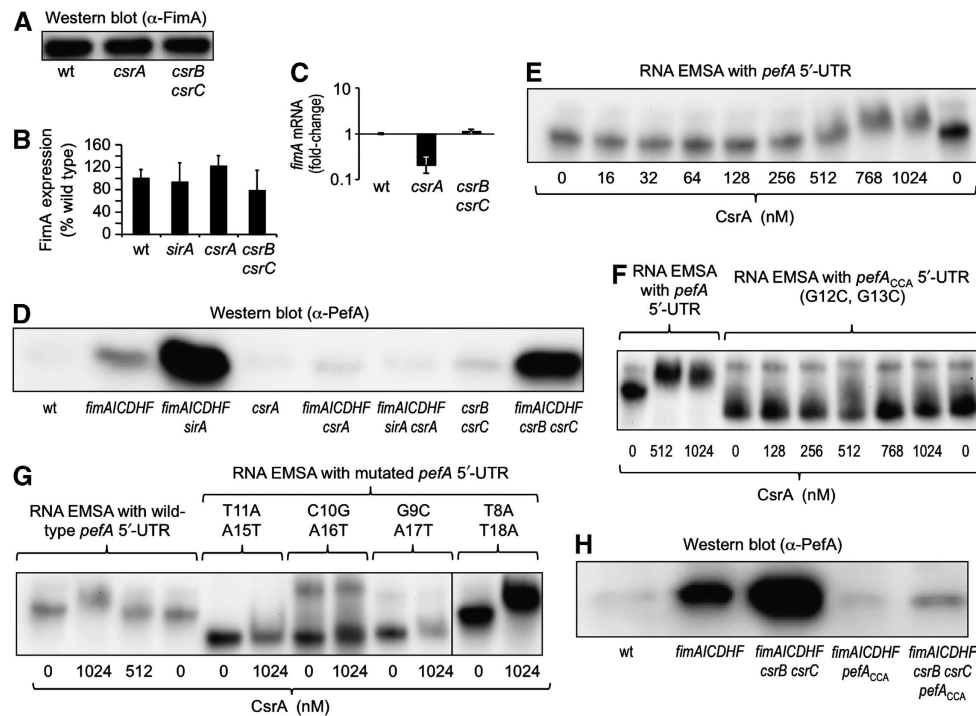 A
Western blot (α-FimA)
wt csrA csrB
csrC
B
FimA expression
(% wild type)
160
120
80
40
0
wt sirA csrA csrB
csrC
C
fimA mRNA
(fold-change)
10
1
0.1
wt csrA csrB
csrC
D
Western blot (α-PefA)
wt fimAICDHF fimAICDHF csrA fimAICDHF fimAICDHF csrB fimAICDHF
sirA csrA sirA csrA csrC csrB csrC
E
RNA EMSA with pefA 5′-UTR
0 16 32 64 128 256 512 768 1024 0
CsrA (nM)
F
RNA EMSA
with pefA
5′-UTR
RNA EMSA with pefACCA 5′-UTR
(G12C, G13C)
0 512 1024 0 128 256 512 768 1024 0
CsrA (nM)
G
RNA EMSA with mutated pefA 5′-UTR
RNA EMSA with wild-
type pefA 5′-UTR
T11A C10G G9C T8A
A15T A16T A17T T18A
0 1024 512 0 0 1024 0 1024 0 1024 0 1024
CsrA (nM)
H
Western blot (α-PefA)
wt fimAICDHF fimAICDHF fimAICDHF fimAICDHF
csrB csrC pefACCA csrB csrC
pefACCA